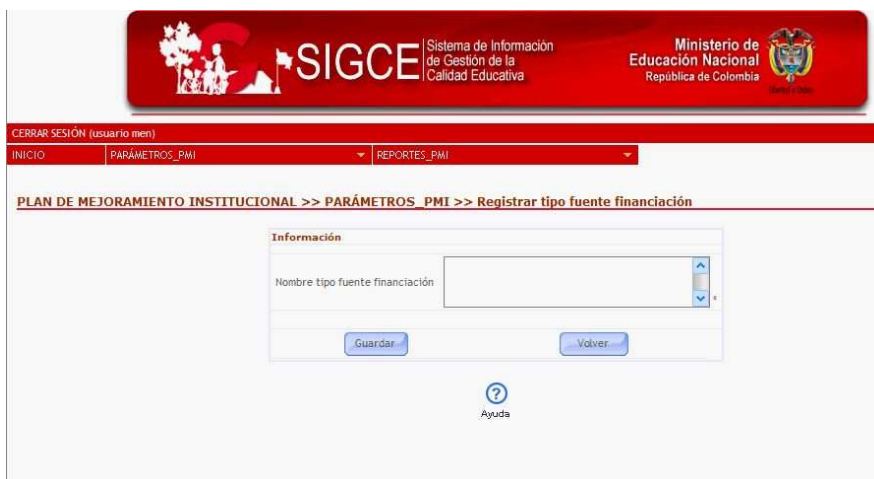 SIGCE
Sistema de Información
de Gestión de la
Calidad Educativa
Ministerio de
Educación Nacional
República de Colombia
CERRAR SESIÓN (usuario men)
INICIO PARÁMETROS_PMI REPORTES_PMI
PLAN DE MEJORAMIENTO INSTITUCIONAL >> PARÁMETROS_PMI >> Registrar tipo fuente financiación
Información
Nombre tipo fuente financiación
*
Guardar Volver
Ayuda